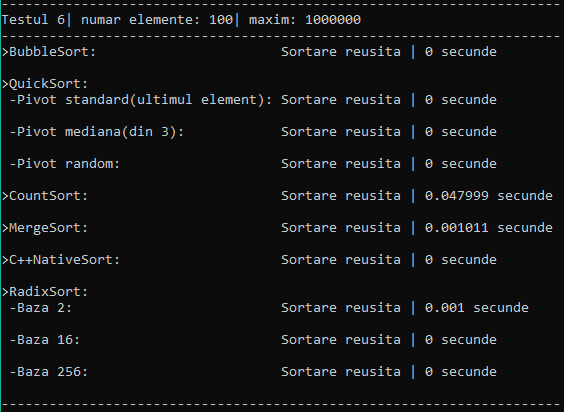 ----------------------------------------------------------------------
Testul 6| numar elemente: 100| maxim: 1000000
----------------------------------------------------------------------
>BubbleSort:                       Sortare reusita | 0 secunde
>QuickSort:
 -Pivot standard(ultimul element): Sortare reusita | 0 secunde
 -Pivot mediana(din 3):            Sortare reusita | 0 secunde
 -Pivot random:                    Sortare reusita | 0 secunde
>CountSort:                        Sortare reusita | 0.047999 secunde
>MergeSort:                        Sortare reusita | 0.001011 secunde
>C++NativeSort:                    Sortare reusita | 0 secunde
>RadixSort:
 -Baza 2:                          Sortare reusita | 0.001 secunde
 -Baza 16:                         Sortare reusita | 0 secunde
 -Baza 256:                        Sortare reusita | 0 secunde
----------------------------------------------------------------------